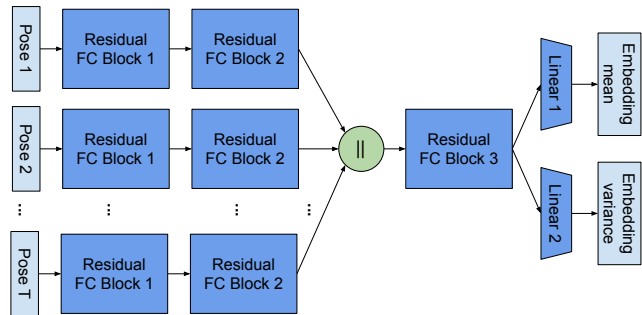 Pose 1
Residual
FC Block 1
Residual
FC Block 2
Linear 1
Embedding
mean
Pose 2
Residual
FC Block 1
Residual
FC Block 2
||
Residual
FC Block 3
Linear 2
Embedding
variance
...
...
...
...
Pose T
Residual
FC Block 1
Residual
FC Block 2